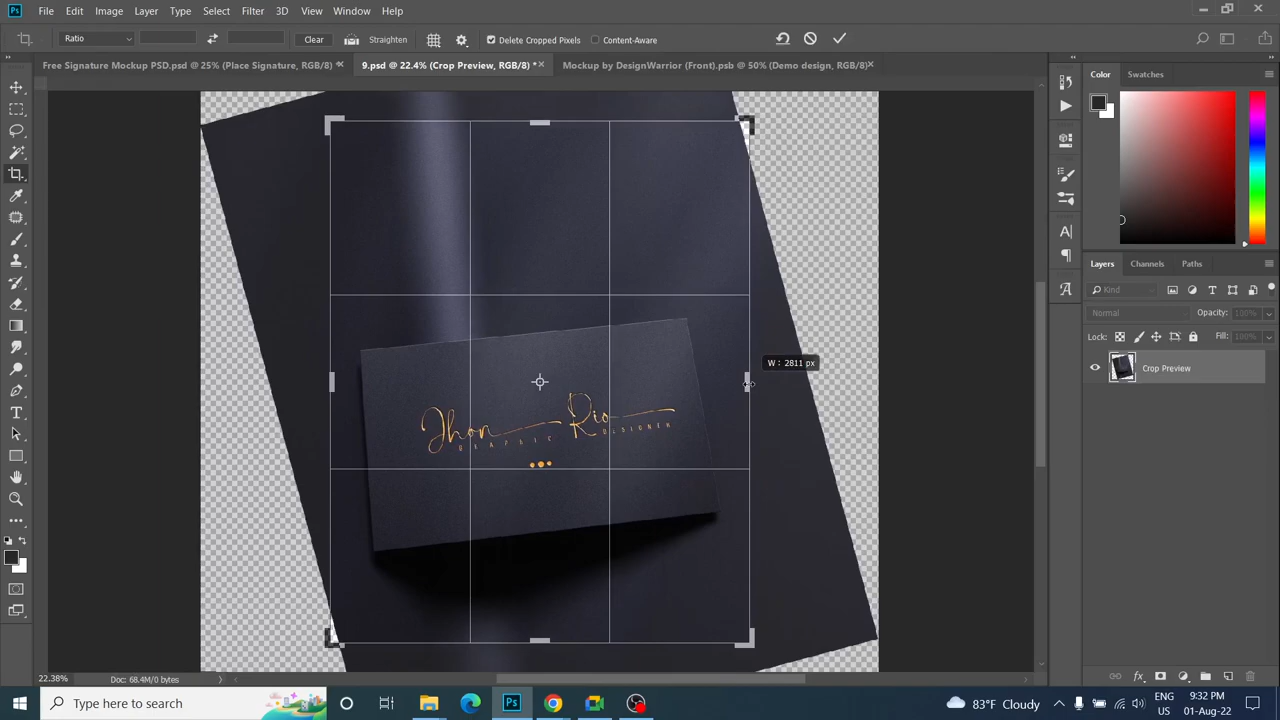 Ps File Edit Image Layer Type Select Filter 3D View Window Help
Ratio Clear Straighten Delete Cropped Pixels Content-Aware
Free Signature Mockup PSD.psd @ 25% (Place Signature, RGB/8) * 9.psd @ 22.4% (Crop Preview, RGB/8) * Mockup by DesignWarrior (Front).psb @ 50% (Demo design, RGB/8)
Color Swatches
Layers Channels Paths
Kind
Normal Opacity: 100%
Lock: Fill: 100%
W : 2811 px
Crop Preview
Jhon Rio
GRAPHIC DESIGNER
22.38% Doc: 68.4M/0 bytes
Type here to search
Ps
83°F Cloudy
ENG
US
9:32 PM
01-Aug-22